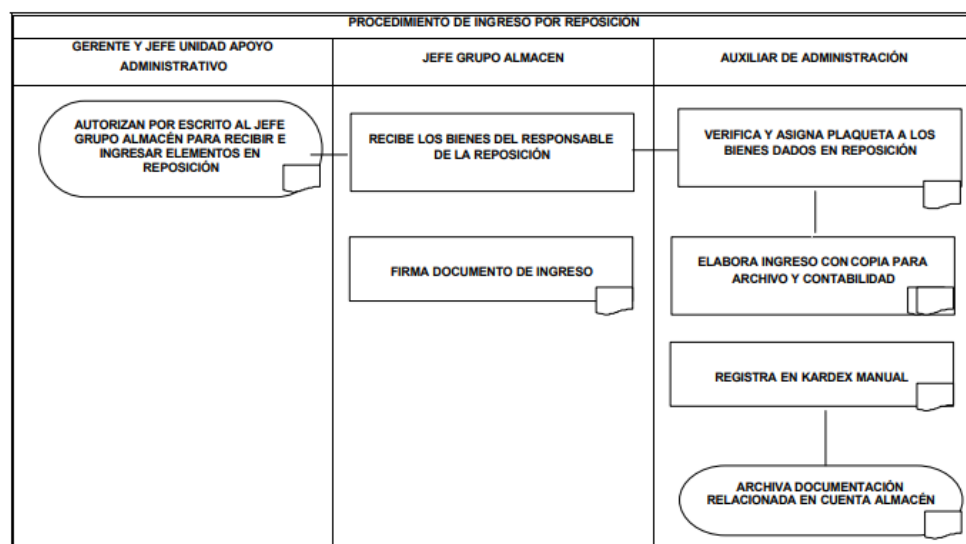 PROCEDIMIENTO DE INGRESO POR REPOSICIÓN
GERENTE Y JEFE UNIDAD APOYO
ADMINISTRATIVO
JEFE GRUPO ALMACEN
AUXILIAR DE ADMINISTRACIÓN
AUTORIZAN POR ESCRITO AL JEFE
GRUPO ALMACÉN PARA RECIBIR E
INGRESAR ELEMENTOS EN
REPOSICIÓN
RECIBE LOS BIENES DEL RESPONSABLE
DE LA REPOSICIÓN
VERIFICA Y ASIGNA PLAQUETA A LOS
BIENES DADOS EN REPOSICIÓN
FIRMA DOCUMENTO DE INGRESO
ELABORA INGRESO CON COPIA PARA
ARCHIVO Y CONTABILIDAD
REGISTRA EN KARDEX MANUAL
ARCHIVA DOCUMENTACIÓN
RELACIONADA EN CUENTA ALMACÉN